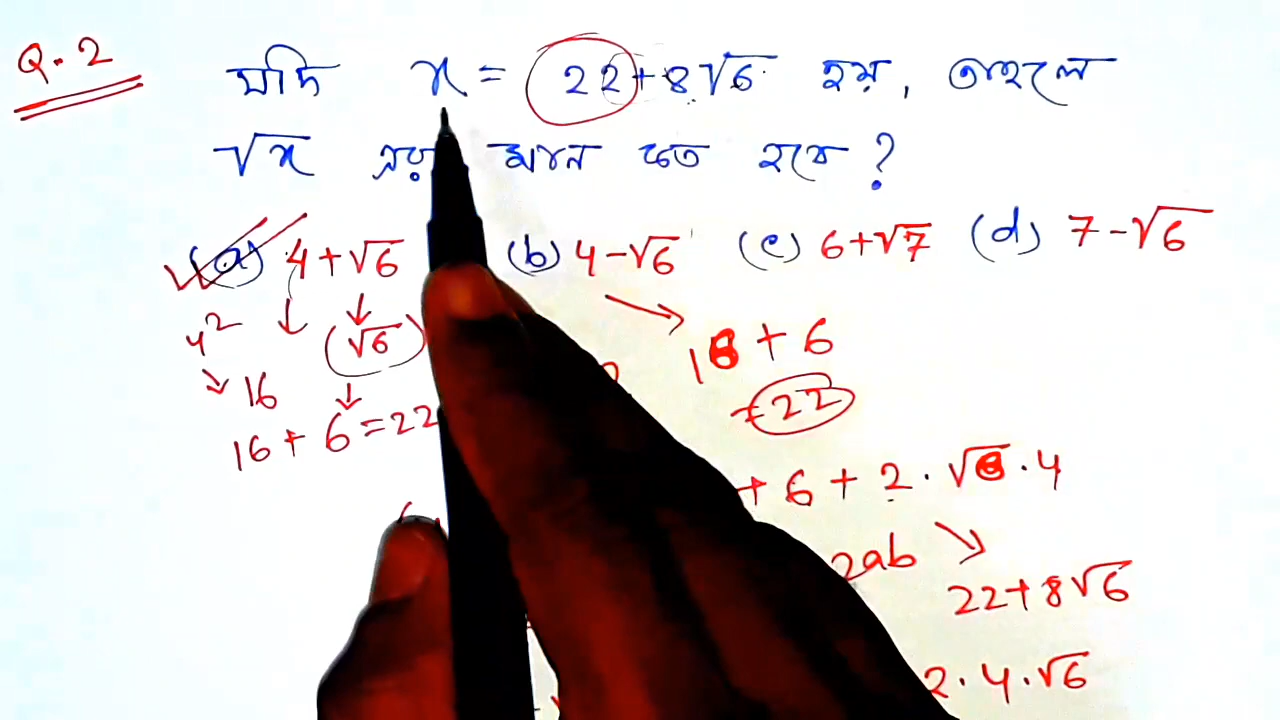 Q. 2 যদি x = 22+8√6 হয়, তাহলে
√x এর মান কত হবে ?
(a) 4+√6 (b) 4-√6 (c) 6+√7 (d) 7-√6
4² (√6) 16 + 6
16 =22
16 + 6 =22
+ 6 + 2 . √6 . 4
2ab
22+8√6
2 . 4 . √6